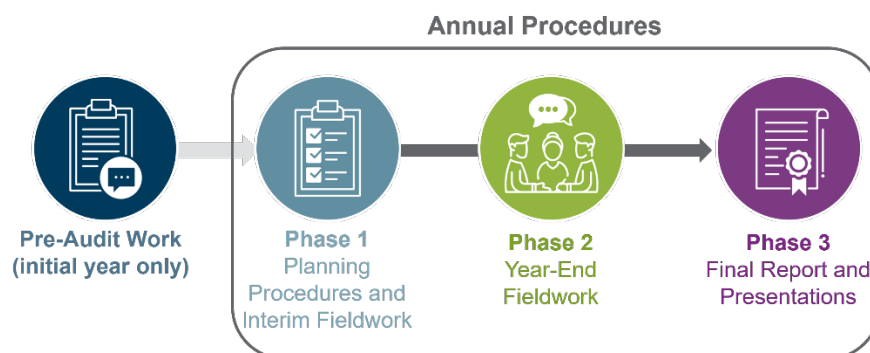 Annual Procedures
Pre-Audit Work
(initial year only)
Phase 1
Planning
Procedures and
Interim Fieldwork
Phase 2
Year-End
Fieldwork
Phase 3
Final Report and
Presentations